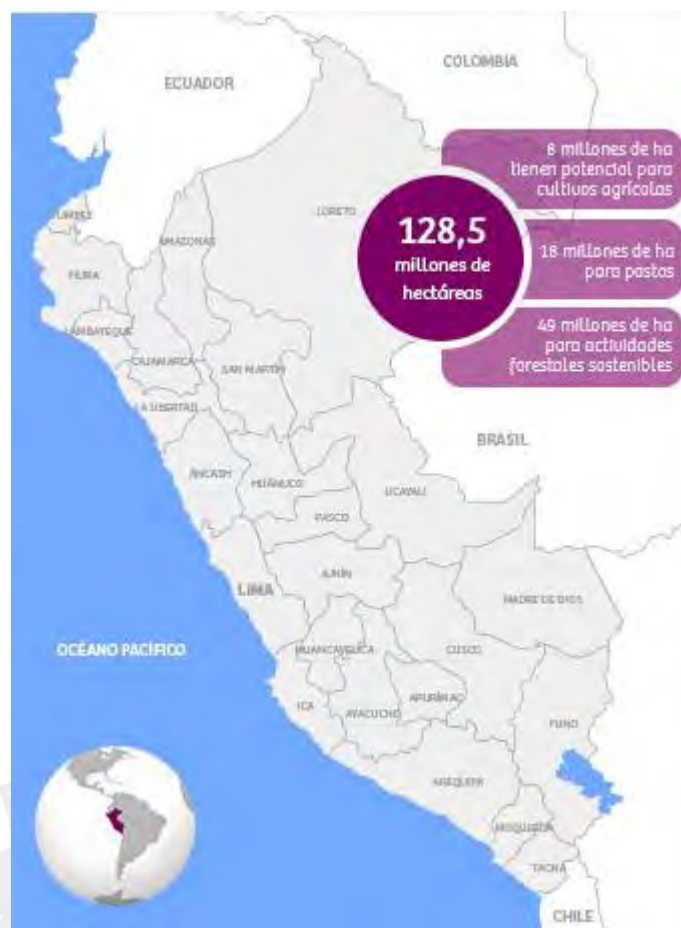 COLOMBIA
ECUADOR
8 millones de ha
tienen potencial para
cultivos agrícolas
LORETO
TUMBES
128,5
millones de
hectáreas
AMAZONAS
18 millones de ha
para pastos
PIURA
LAMBAYEQUE
49 millones de ha
para actividades
forestales sostenibles
CAJAMARCA
SAN MARTÍN
LA LIBERTAD
BRASIL
ANCASH
HUÁNUCO
UCAYALI
PASCO
JUNÍN
LIMA
MADRE DE DIOS
OCÉANO PACÍFICO
HUANCAVELICA
CUSCO
ICA
APURÍMAC
AYACUCHO
PUNO
AREQUIPA
MOQUEGUA
TACNA
CHILE